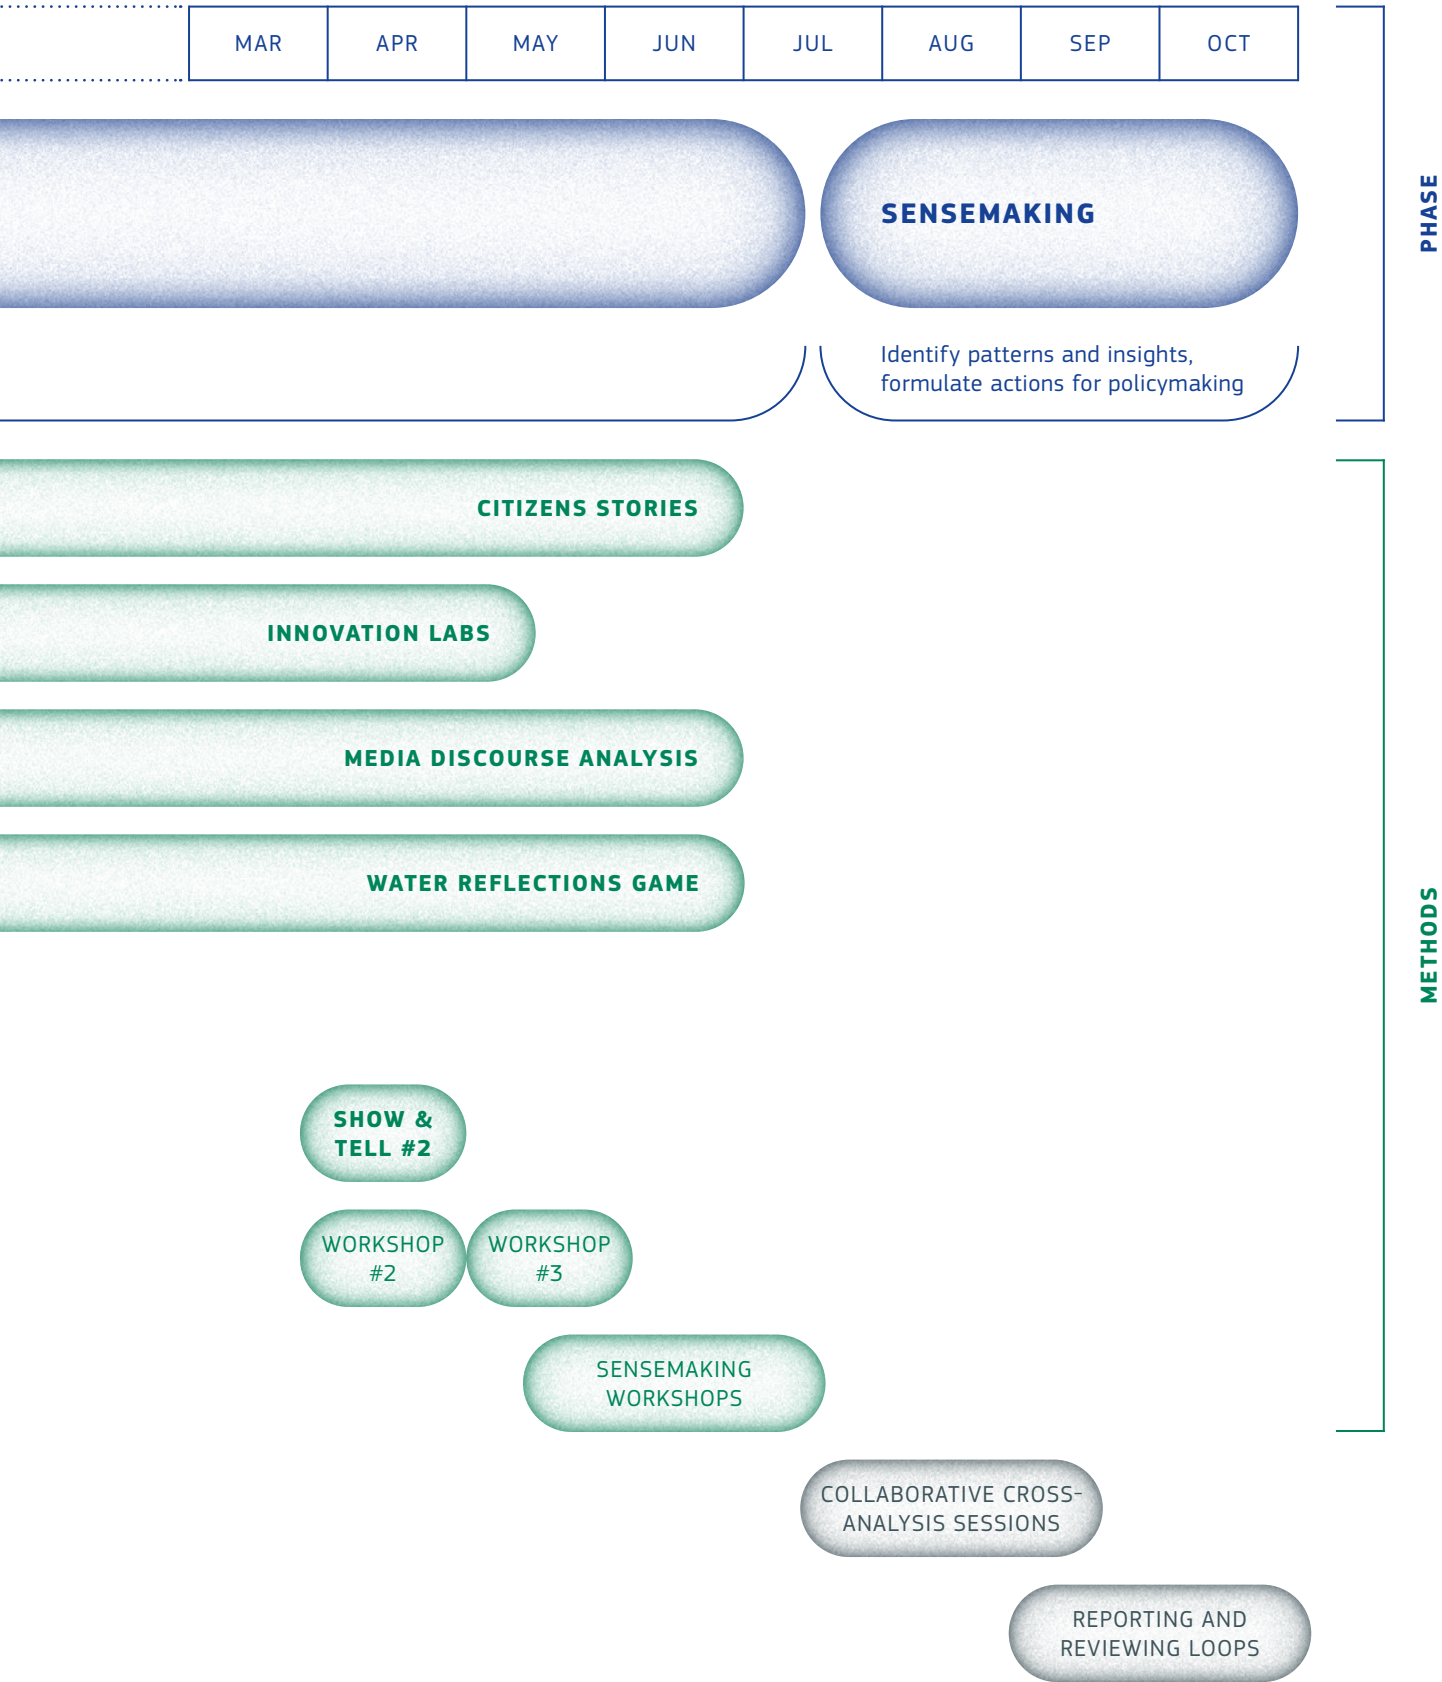 MAR APR MAY JUN JUL AUG SEP OCT
PHASE
SENSEMAKING
Identify patterns and insights,
formulate actions for policymaking
CITIZENS STORIES
INNOVATION LABS
MEDIA DISCOURSE ANALYSIS
WATER REFLECTIONS GAME
METHODS
SHOW &
TELL #2
WORKSHOP
#2
WORKSHOP
#3
SENSEMAKING
WORKSHOPS
COLLABORATIVE CROSS-
ANALYSIS SESSIONS
REPORTING AND
REVIEWING LOOPS